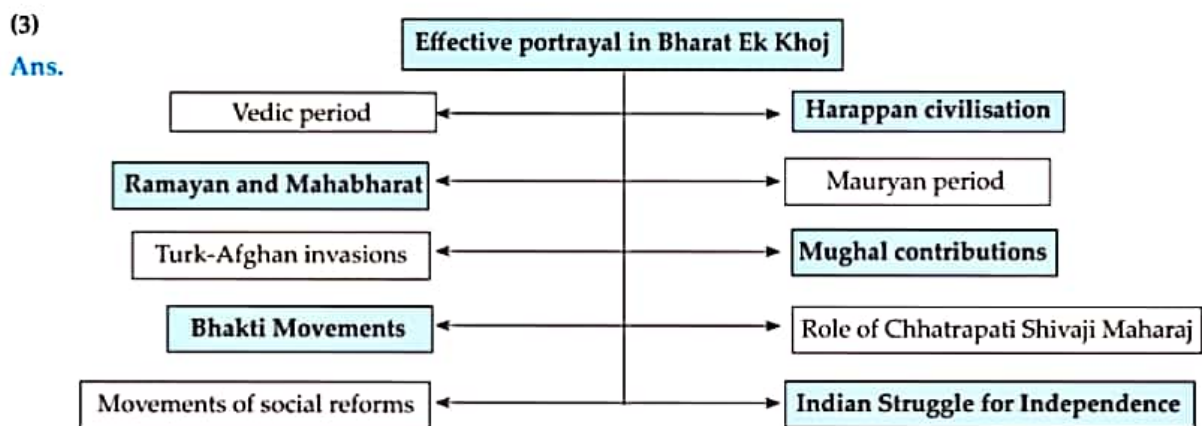 (3)
Ans.
Effective portrayal in Bharat Ek Khoj
Vedic period
Harappan civilisation
Ramayan and Mahabharat
Mauryan period
Turk-Afghan invasions
Mughal contributions
Bhakti Movements
Role of Chhatrapati Shivaji Maharaj
Movements of social reforms
Indian Struggle for Independence